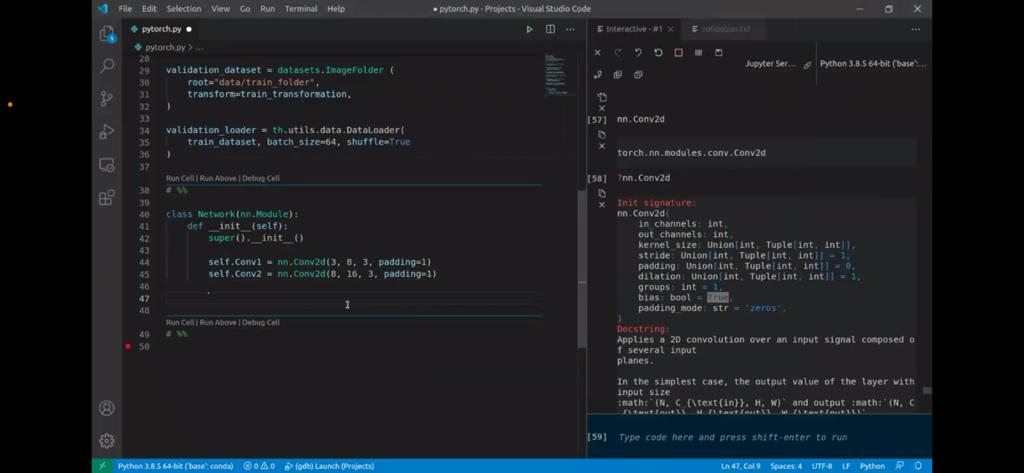 File Edit Selection View Go Run Terminal Help
● pytorch.py - Projects - Visual Studio Code
pytorch.py ●
pytorch.py > ...
28
29 validation_dataset = datasets.ImageFolder (
30 root="data/train_folder",
31 transform=train_transformation,
32 )
33
34 validation_loader = th.utils.data.DataLoader(
35 train_dataset, batch_size=64, shuffle=True
36 )
37
Run Cell | Run Above | Debug Cell
38 # %%
39
40 class Network(nn.Module):
41 def __init__(self):
42 super().__init__()
43
44 self.Conv1 = nn.Conv2d(3, 8, 3, padding=1)
45 self.Conv2 = nn.Conv2d(8, 16, 3, padding=1)
46
47
48
Run Cell | Run Above | Debug Cell
49 # %%
50
Interactive - #1 ×
validation.txt
Jupyter Ser...
Python 3.8.5 64-bit ('base':...
[57] nn.Conv2d
torch.nn.modules.conv.Conv2d
[58] ?nn.Conv2d
Init signature:
nn.Conv2d(
in_channels: int,
out_channels: int,
kernel_size: Union[int, Tuple[int, int]],
stride: Union[int, Tuple[int, int]] = 1,
padding: Union[int, Tuple[int, int]] = 0,
dilation: Union[int, Tuple[int, int]] = 1,
groups: int = 1,
bias: bool = True,
padding_mode: str = 'zeros',
)
Docstring:
Applies a 2D convolution over an input signal composed o
f several input
planes.
In the simplest case, the output value of the layer with
input size
:math:`(N, C_{\text{in}}, H, W)` and output :math:`(N, C
_{\text{out}}, H_{\text{out}}, W_{\text{out}})`
[59] Type code here and press shift-enter to run
Python 3.8.5 64-bit ('base': conda) 0 0 (gdb) Launch (Projects)
Ln 47, Col 9 Spaces: 4 UTF-8 LF Python